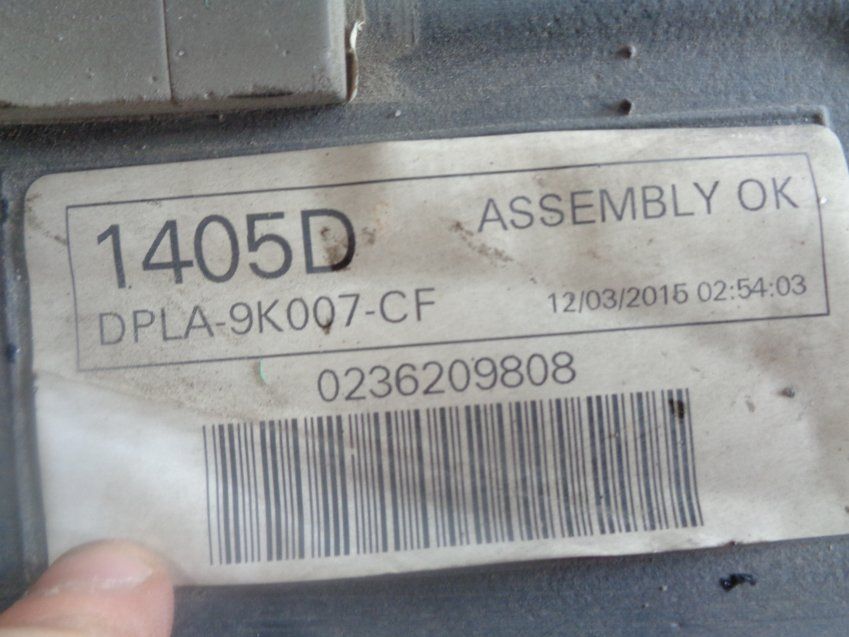 1405D
ASSEMBLY OK
DPLA-9K007-CF
12/03/2015 02:54:03
0236209808